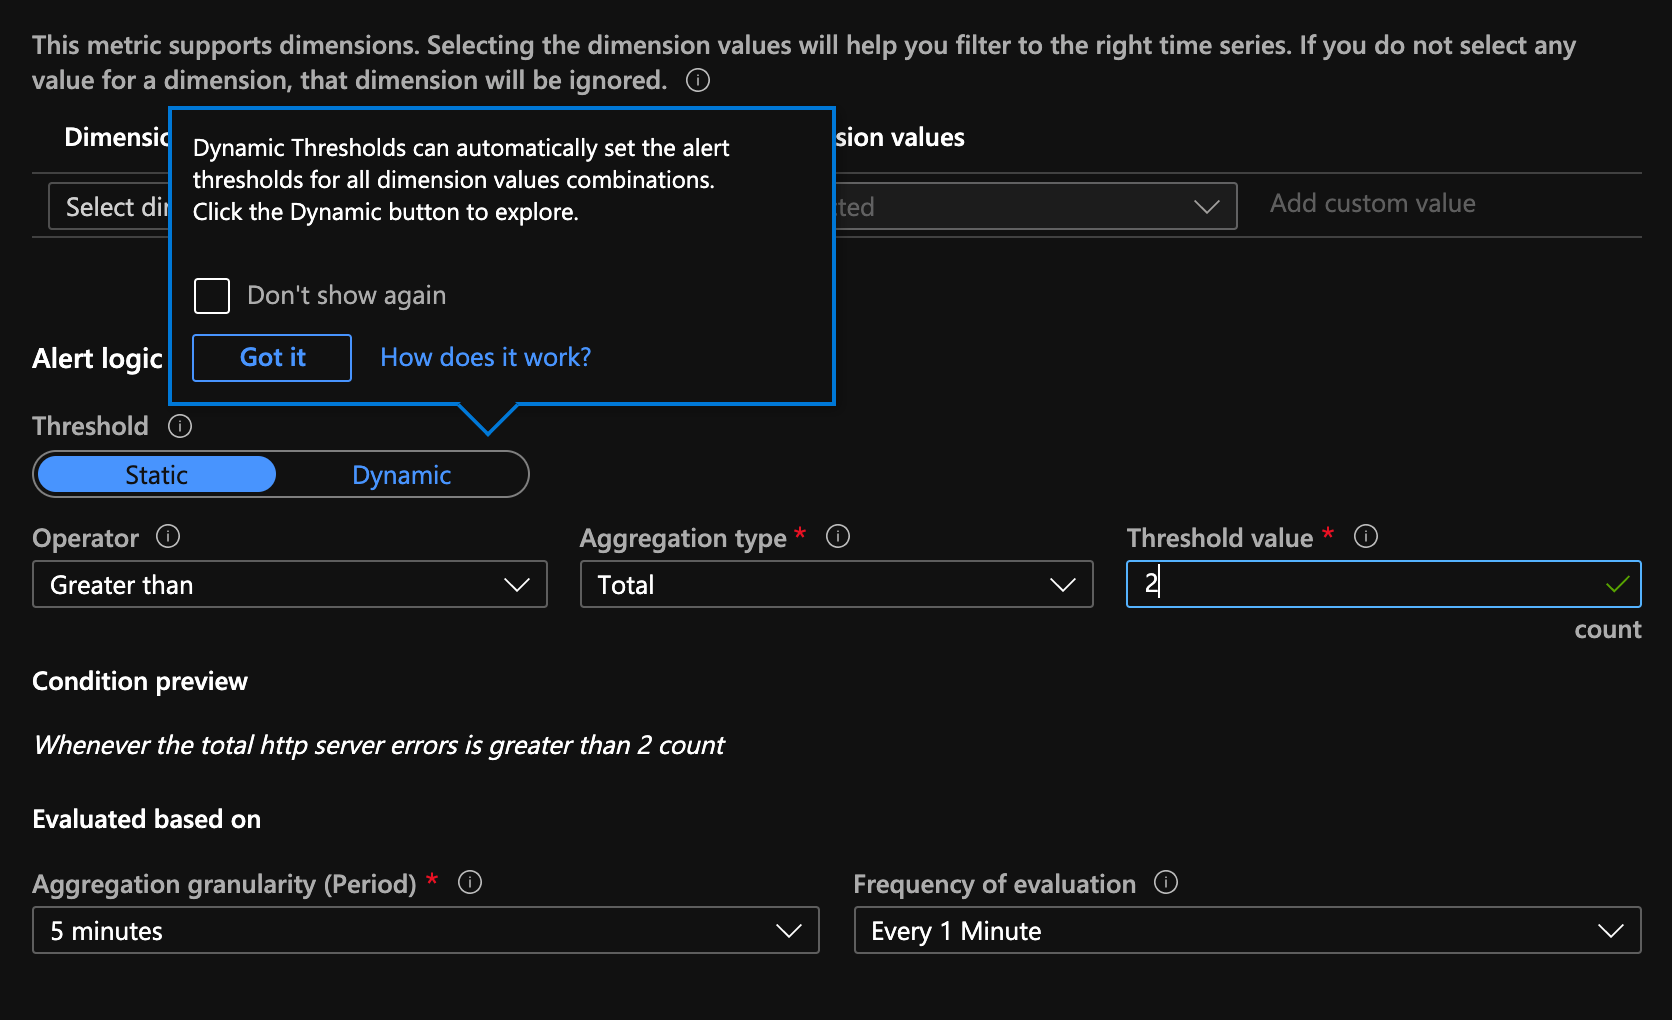 This metric supports dimensions. Selecting the dimension values will help you filter to the right time series. If you do not select any
value for a dimension, that dimension will be ignored.
Dynamic Thresholds can automatically set the alert
thresholds for all dimension values combinations.
Click the Dynamic button to explore.
Don't show again
Got it How does it work?
values
Select
Add custom value
Alert logic
Threshold
Static Dynamic
Operator Aggregation type * Threshold value *
Greater than Total 2
count
Condition preview
Whenever the total http server errors is greater than 2 count
Evaluated based on
Aggregation granularity (Period) * Frequency of evaluation
5 minutes Every 1 Minute